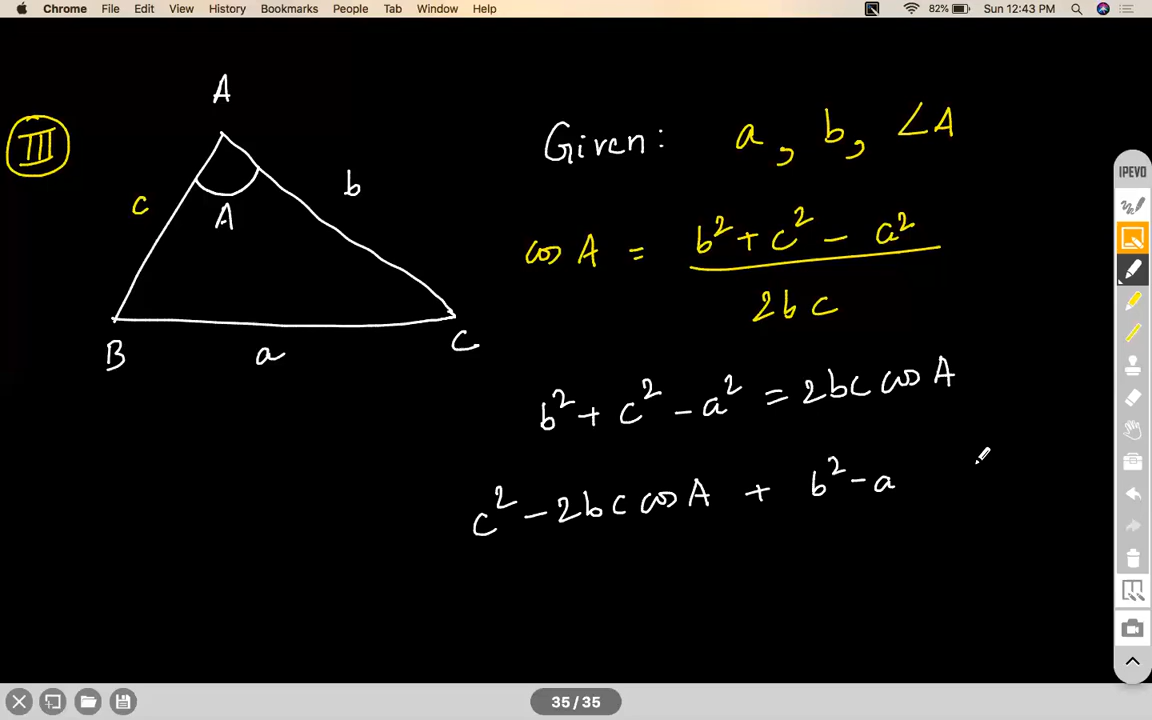 Chrome File Edit View History Bookmarks People Tab Window Help 82% Sun 12:43 PM
III
A
c
b
A
B
a
C
Given: a, b, ∠A
cos A = b² + c² - a² / 2bc
b² + c² - a² = 2bc cos A
c² - 2bc cos A + b² - a
IPEVO
35/35